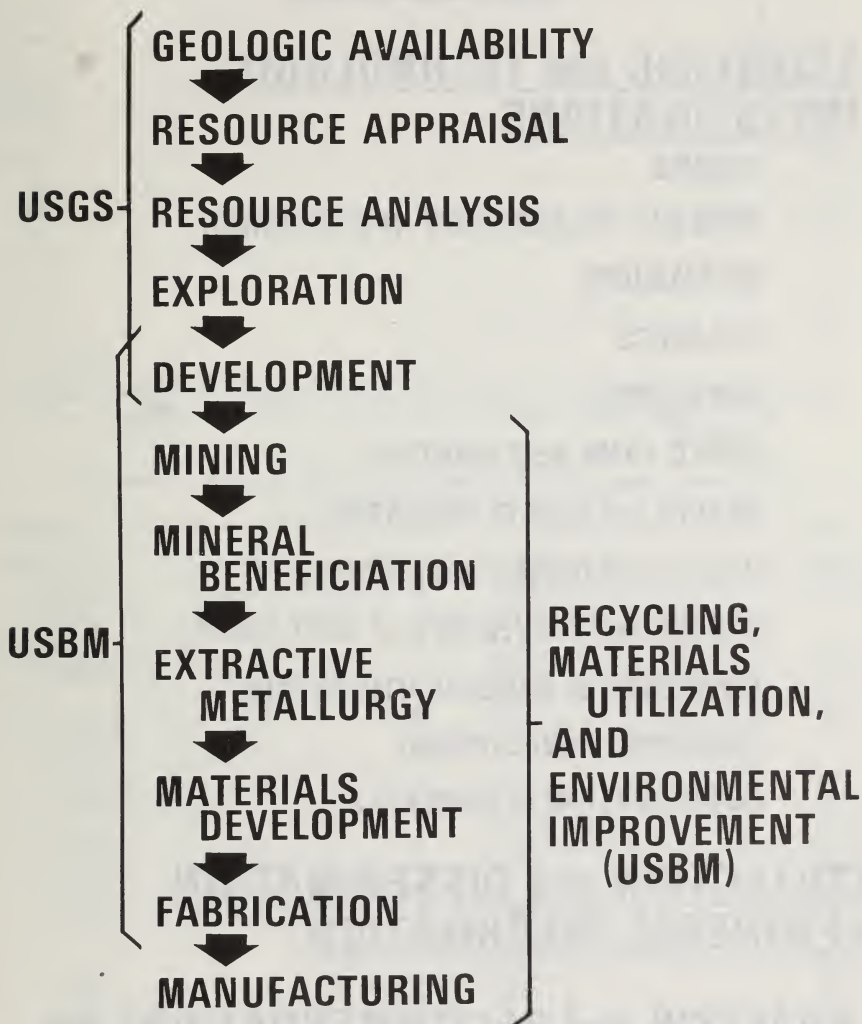 GEOLOGIC AVAILABILITY
RESOURCE APPRAISAL
USGS
RESOURCE ANALYSIS
EXPLORATION
DEVELOPMENT
MINING
MINERAL
BENEFICIATION
USBM
EXTRACTIVE
METALLURGY
MATERIALS
DEVELOPMENT
FABRICATION
MANUFACTURING
RECYCLING,
MATERIALS
UTILIZATION,
AND
ENVIRONMENTAL
IMPROVEMENT
(USBM)